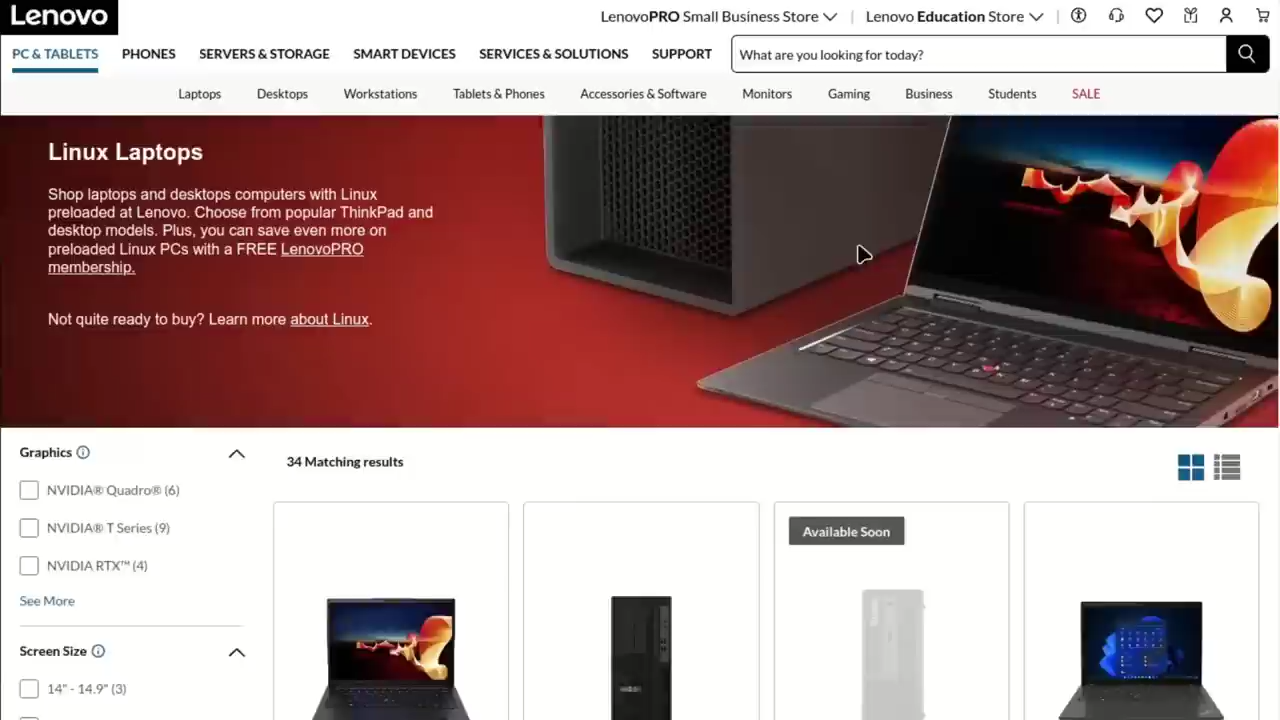 Lenovo
LenovoPRO Small Business Store
Lenovo Education Store
PC & TABLETS
PHONES
SERVERS & STORAGE
SMART DEVICES
SERVICES & SOLUTIONS
SUPPORT
What are you looking for today?
Laptops
Desktops
Workstations
Tablets & Phones
Accessories & Software
Monitors
Gaming
Business
Students
SALE
Linux Laptops
Shop laptops and desktops computers with Linux
preloaded at Lenovo. Choose from popular ThinkPad and
desktop models. Plus, you can save even more on
preloaded Linux PCs with a FREE LenovoPRO
membership.
Not quite ready to buy? Learn more about Linux.
Graphics
NVIDIA® Quadro® (6)
NVIDIA® T Series (9)
NVIDIA RTX™ (4)
See More
Screen Size
14" - 14.9" (3)
34 Matching results
Available Soon